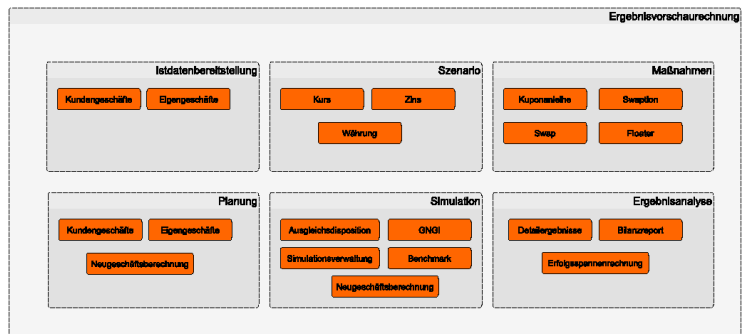 Ergebnisvorschaurechnung
Istdatenbereitstellung
Kundengeschäfte
Eigengeschäfte
Szenario
Kurs
Zins
Währung
Maßnahmen
Kuponanleihe
Swaption
Swap
Floater
Planung
Kundengeschäfte
Eigengeschäfte
Neugeschäftsberechnung
Simulation
Ausgleichsdisposition
GNGI
Simulationsverwaltung
Benchmark
Neugeschäftsberechnung
Ergebnisanalyse
Detailergebnisse
Bilanzreport
Erfolgsspannenrechnung